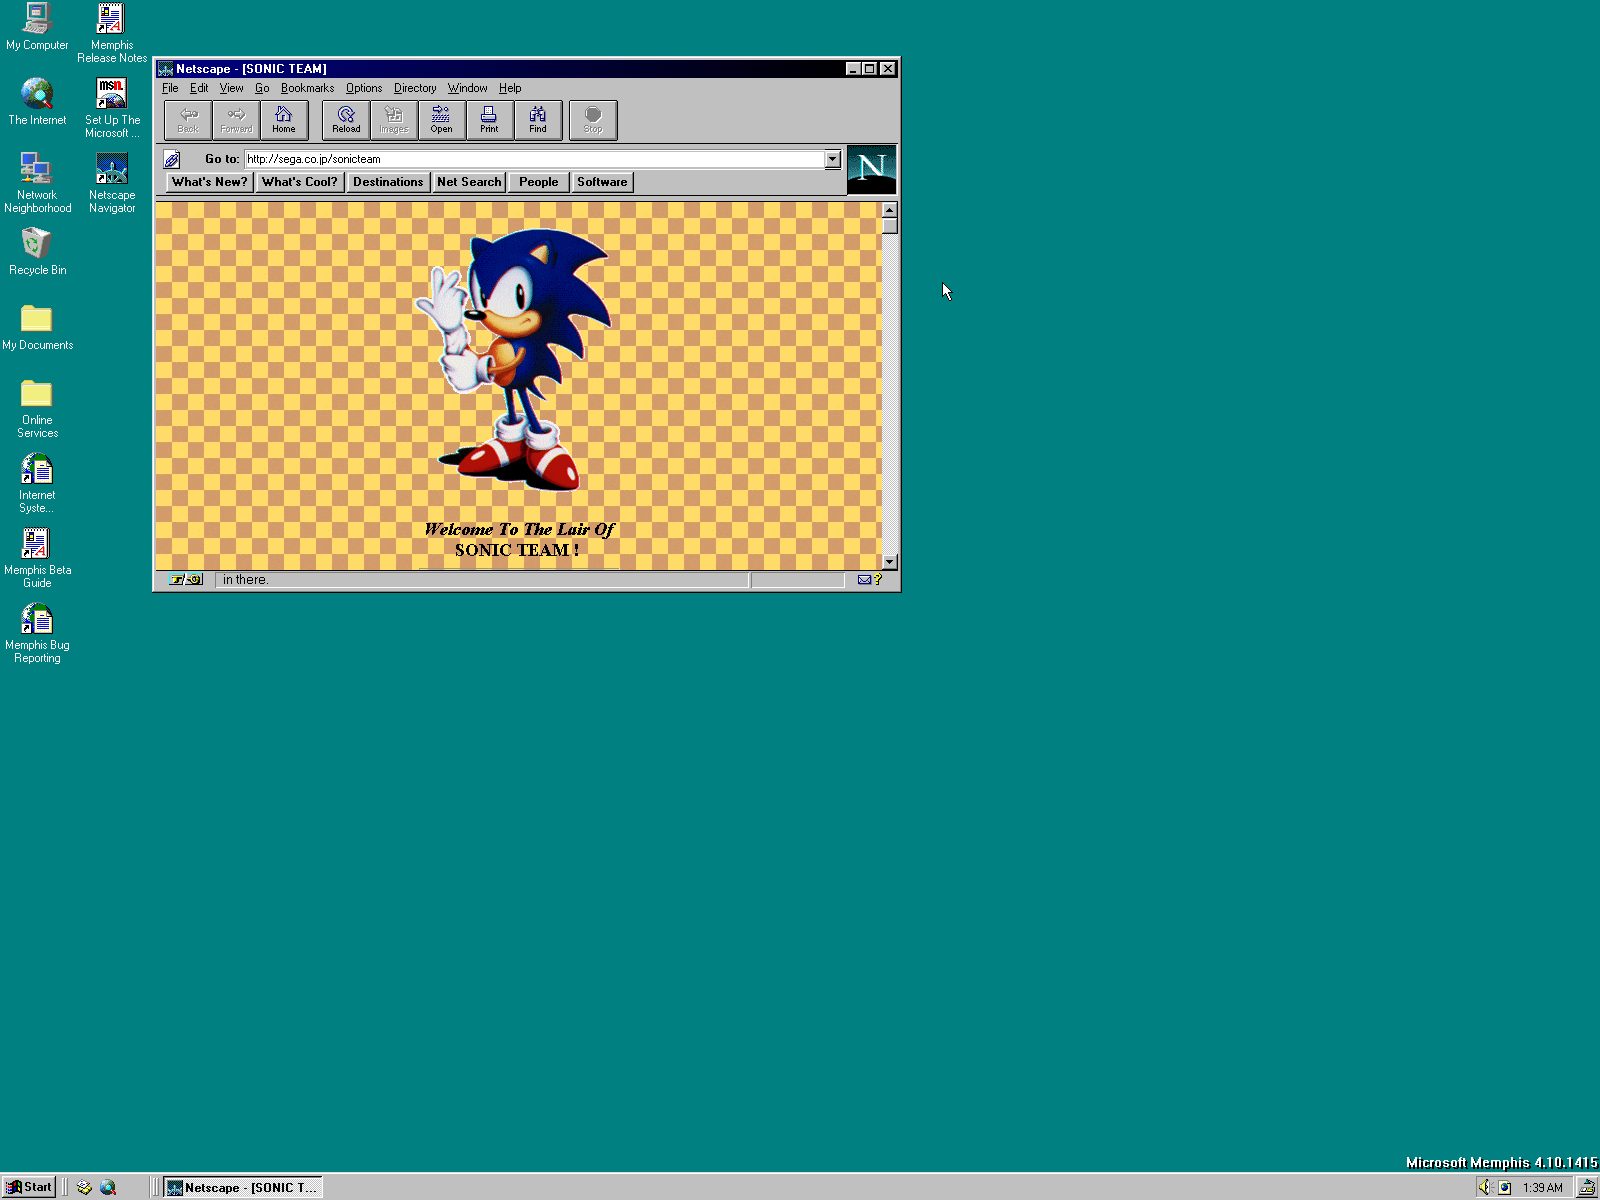 My Computer
Memphis
Release Notes
The Internet
msn.
Set Up The
Microsoft ...
Network
Neighborhood
Netscape
Navigator
Recycle Bin
My Documents
Online
Services
Internet
Syste...
Memphis Beta
Guide
Memphis Bug
Reporting
Netscape - [SONIC TEAM]
File Edit View Go Bookmarks Options Directory Window Help
Back Forward Home Reload Images Open Print Find Stop
Go to: http://sega.co.jp/sonicteam
N
What's New? What's Cool? Destinations Net Search People Software
Welcome To The Lair Of
SONIC TEAM !
in there.
?
Microsoft Memphis 4.10.1415
Start
Netscape - [SONIC T...
1:39 AM